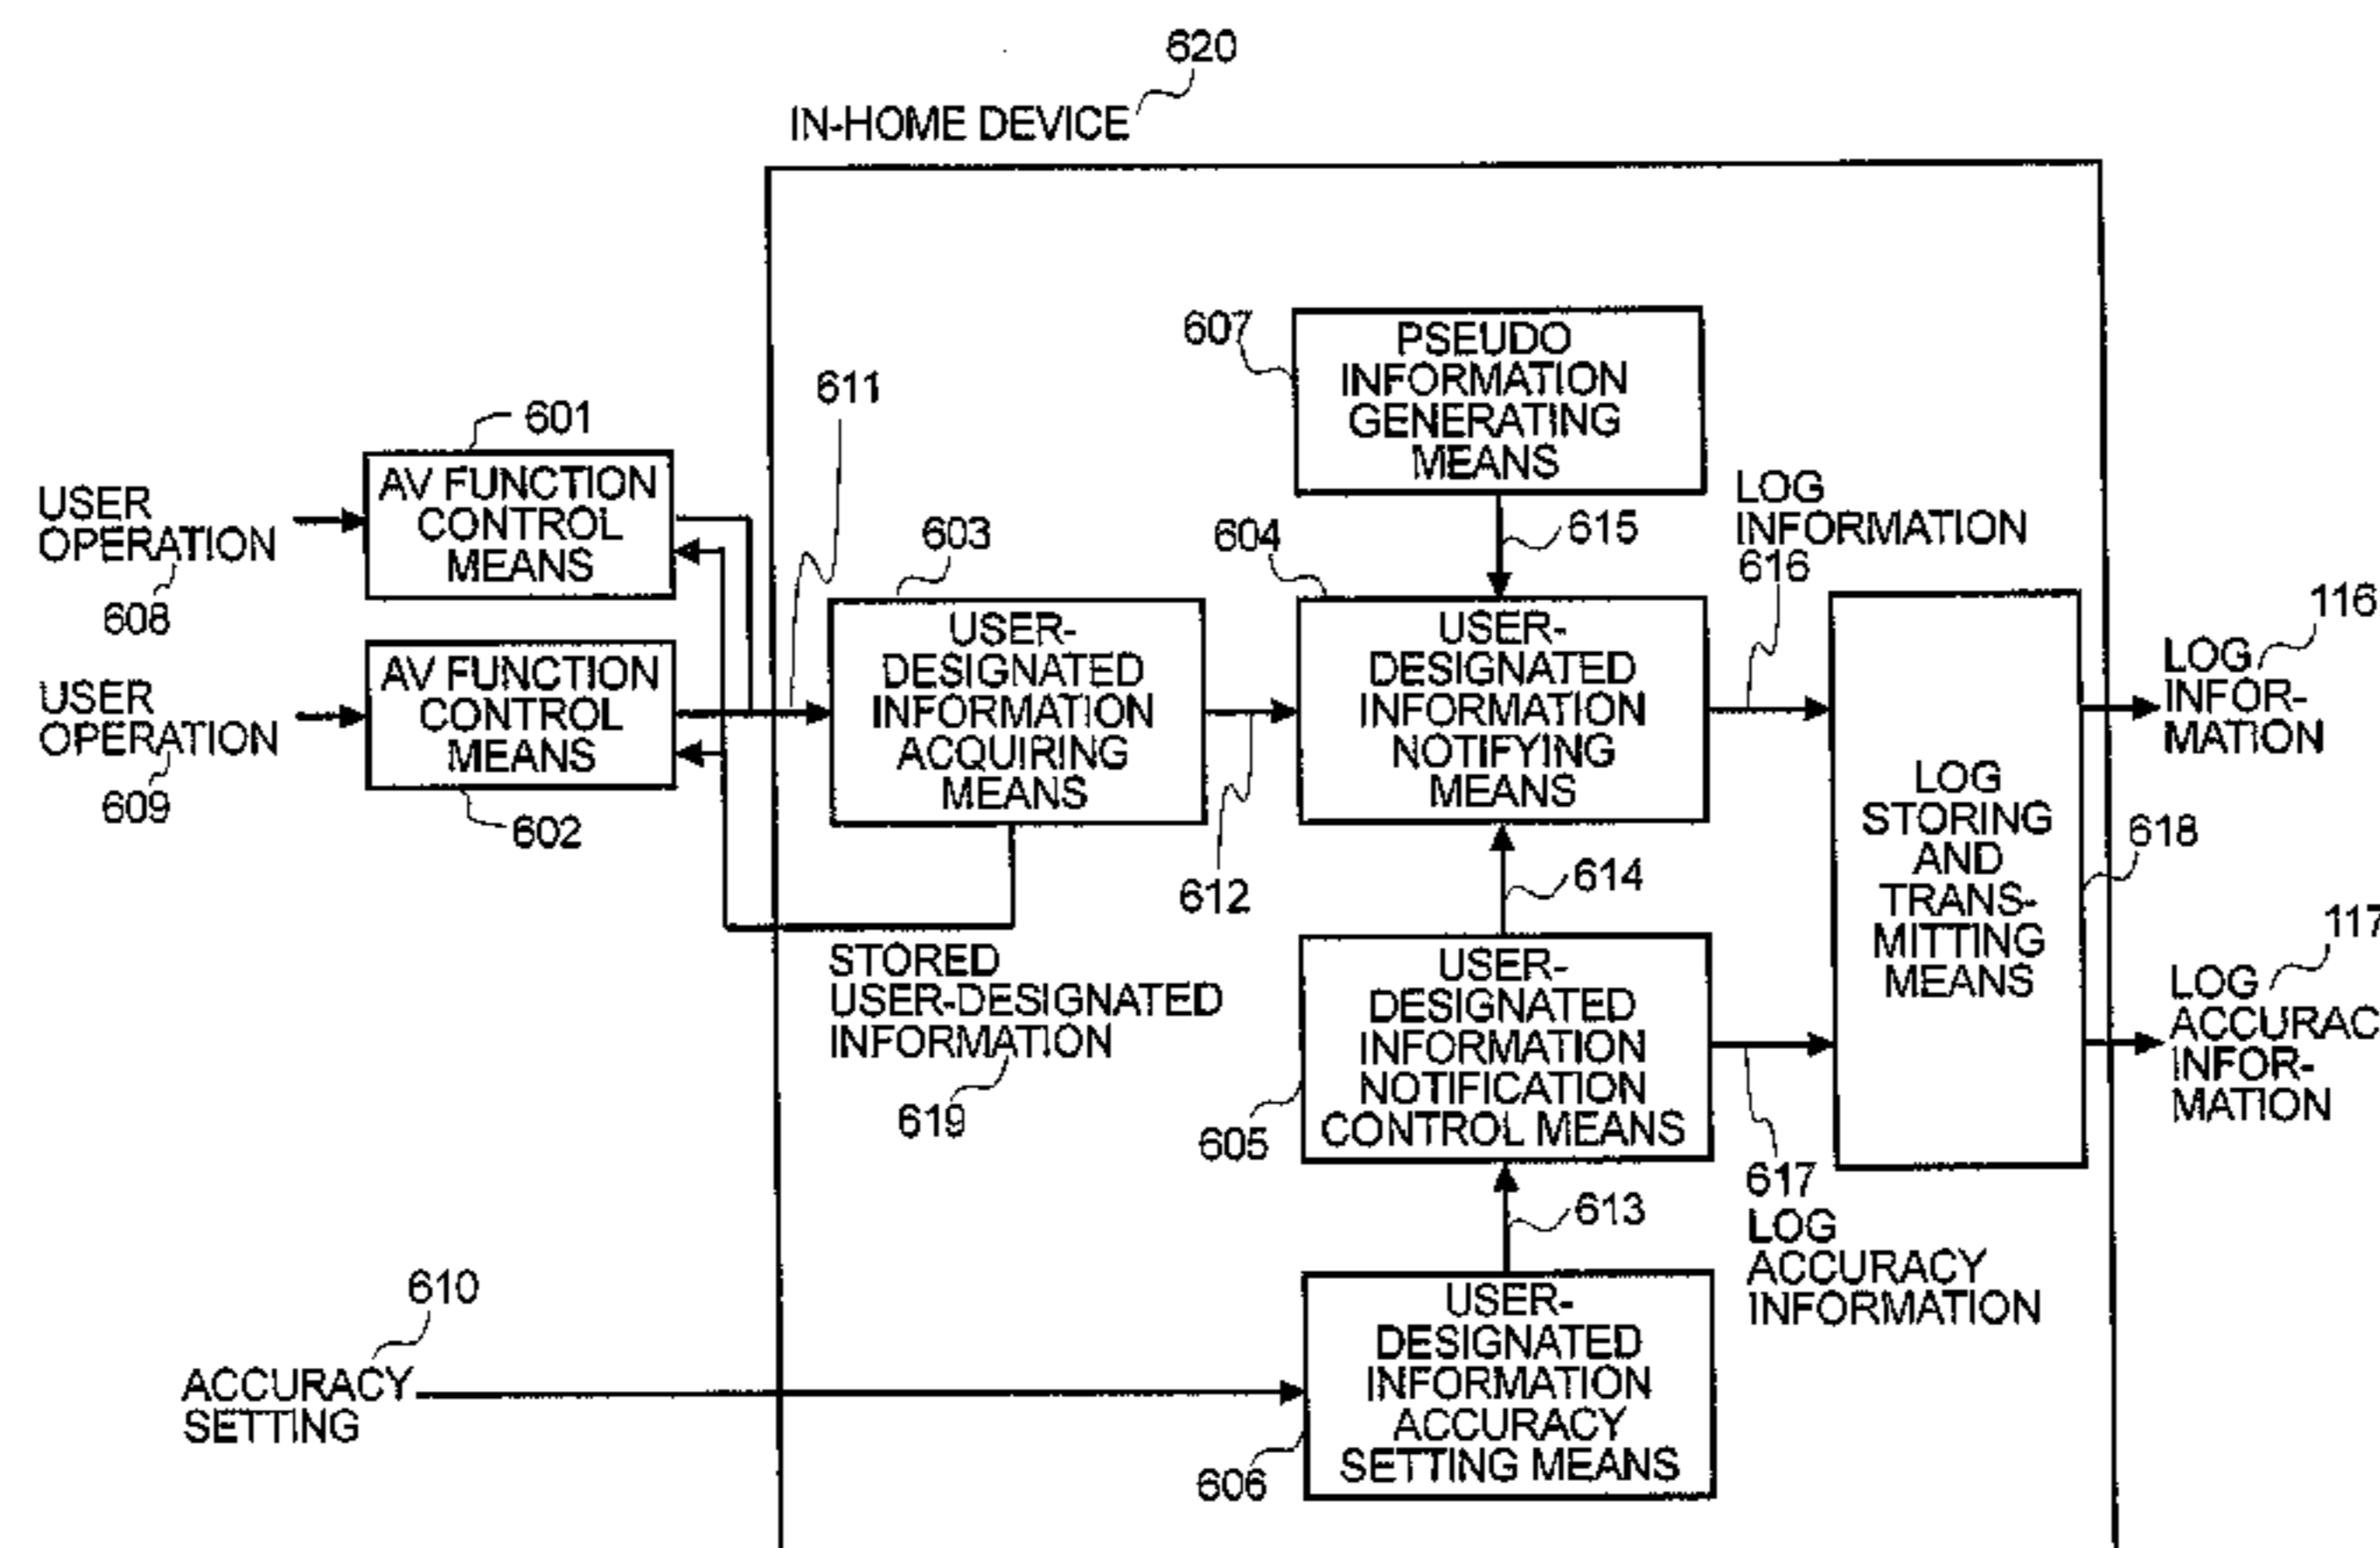 620
IN-HOME DEVICE
607
PSEUDO
INFORMATION
GENERATING
MEANS
611
601
AV FUNCTION
CONTROL
MEANS
USER
OPERATION
608
615
LOG
INFORMATION
616
603
USER-
DESIGNATED
INFORMATION
ACQUIRING
MEANS
604
USER-
DESIGNATED
INFORMATION
NOTIFYING
MEANS
116
LOG
INFOR-
MATION
USER
OPERATION
609
AV FUNCTION
CONTROL
MEANS
602
612
614
LOG
STORING
AND
TRANS-
MITTING
MEANS
618
STORED
USER-DESIGNATED
INFORMATION
619
USER-
DESIGNATED
INFORMATION
NOTIFICATION
CONTROL MEANS
605
117
LOG
ACCURAC
INFOR-
MATION
617
LOG
ACCURACY
INFORMATION
613
610
ACCURACY
SETTING
USER-
DESIGNATED
INFORMATION
ACCURACY
SETTING MEANS
606